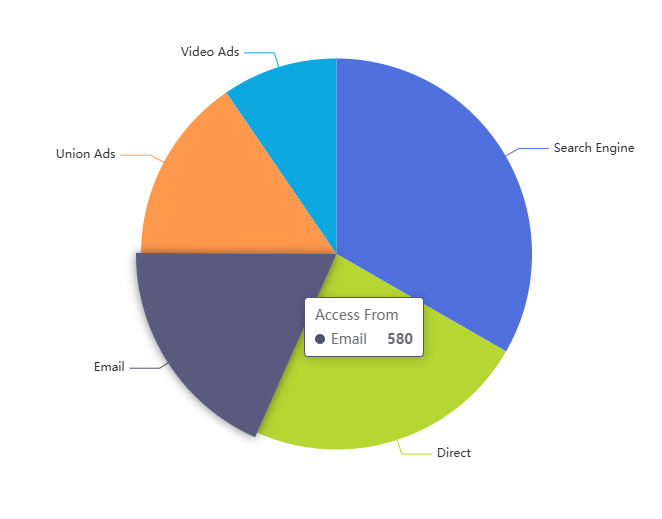 Video Ads
Search Engine
Union Ads
Access From
Email 580
Email
Direct